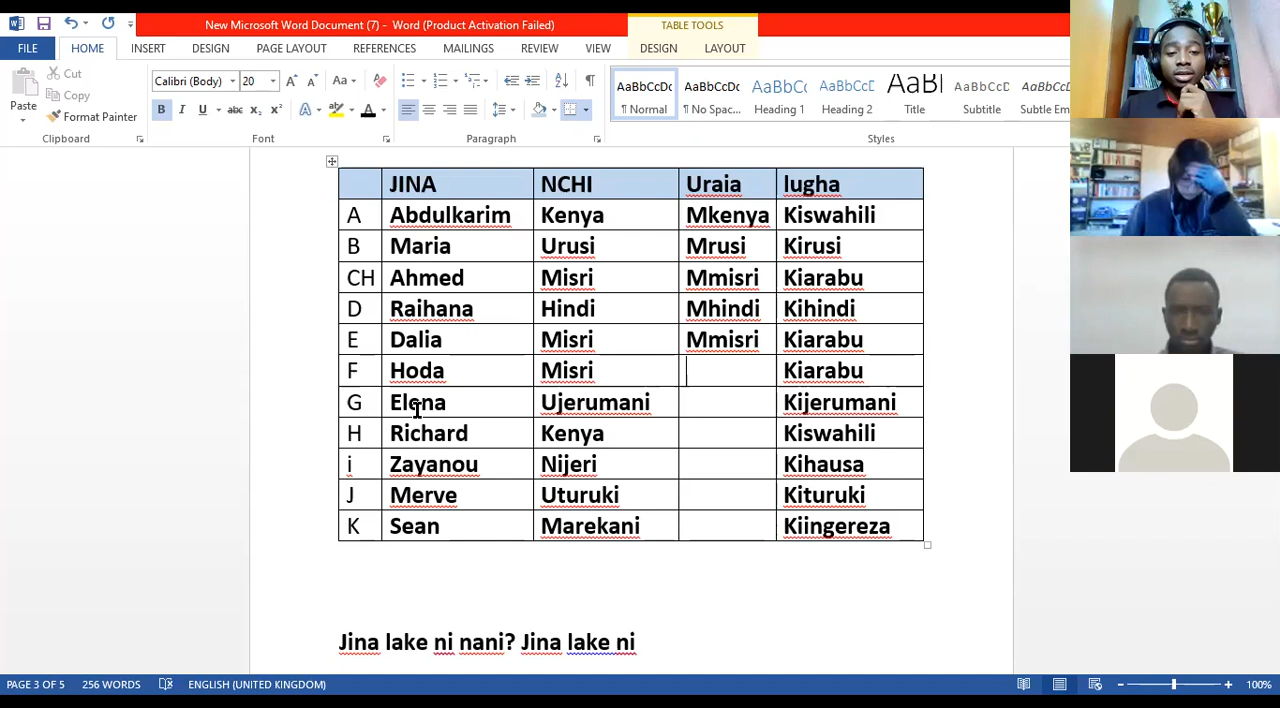 New Microsoft Word Document (7) - Word (Product Activation Failed)
TABLE TOOLS
FILE HOME INSERT DESIGN PAGE LAYOUT REFERENCES MAILINGS REVIEW VIEW DESIGN LAYOUT
Cut
Copy
Format Painter
Paste
Calibri (Body) 20
AaBbCcDc AaBbCcDc AaBbCc AaBbCcD AaBl AaBbCcD AaBbCcDc
¶ Normal ¶ No Spac... Heading 1 Heading 2 Title Subtitle Subtle Em
Clipboard Font Paragraph Styles
JINA NCHI Uraia lugha
A Abdulkarim Kenya Mkenya Kiswahili
B Maria Urusi Mrusi Kirusi
CH Ahmed Misri Mmisri Kiarabu
D Raihana Hindi Mhindi Kihindi
E Dalia Misri Mmisri Kiarabu
F Hoda Misri Kiarabu
G Elena Ujerumani Kijerumani
H Richard Kenya Kiswahili
i Zayanou Nijeri Kihausa
J Merve Uturuki Kituruki
K Sean Marekani Kiingereza
Jina lake ni nani? Jina lake ni
PAGE 3 OF 5 256 WORDS ENGLISH (UNITED KINGDOM) 100%